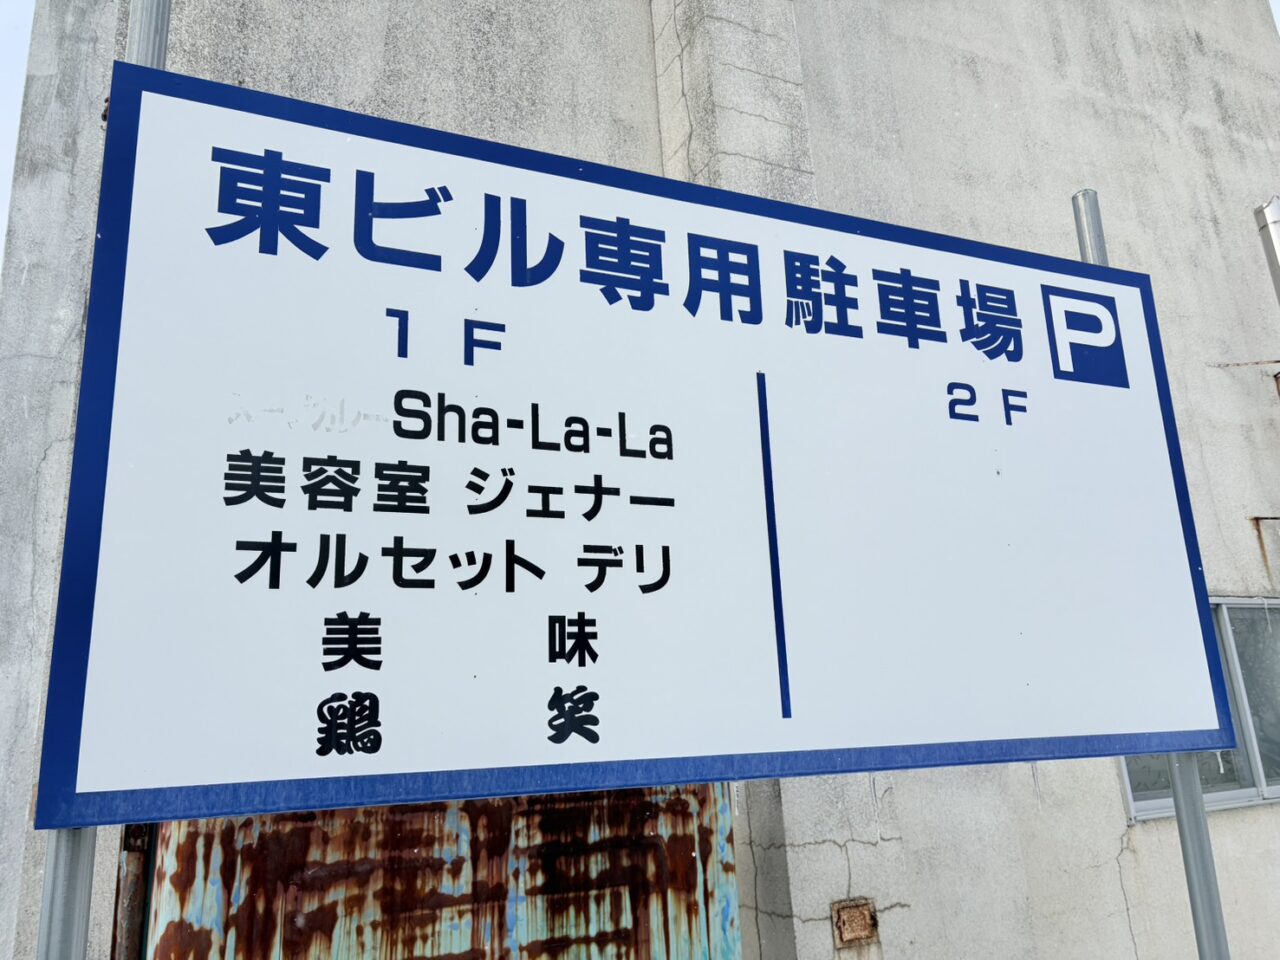 東ビル専用駐車場 P
1F
Sha-La-La
美容室 ジェナー
オルセット デリ
美 味
鶏 笑
2F